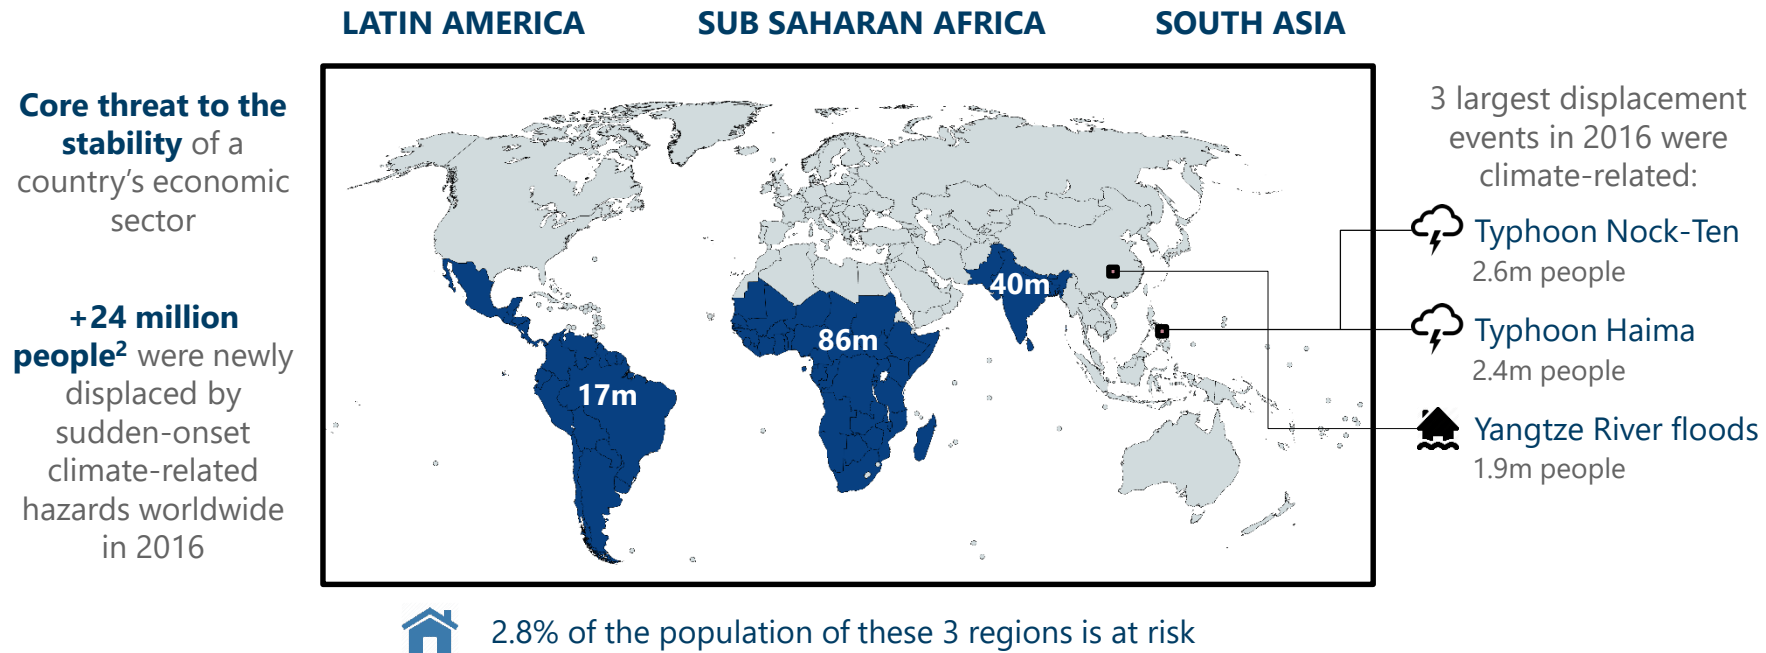 LATIN AMERICA
SUB SAHARAN AFRICA
SOUTH ASIA
Core threat to the
stability of a
country’s economic
sector
+24 million
people² were newly
displaced by
sudden-onset
climate-related
hazards worldwide
in 2016
17m
86m
40m
3 largest displacement
events in 2016 were
climate-related:
Typhoon Nock-Ten
2.6m people
Typhoon Haima
2.4m people
Yangtze River floods
1.9m people
2.8% of the population of these 3 regions is at risk